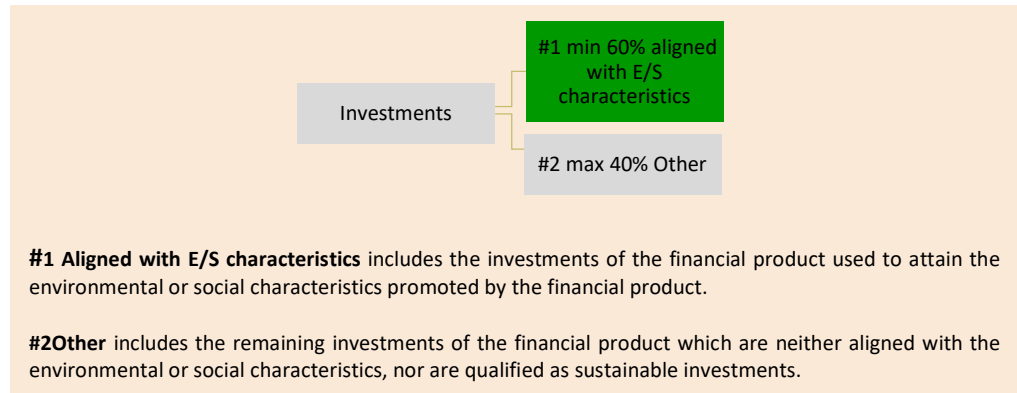 #1 min 60% aligned
with E/S
characteristics
Investments
#2 max 40% Other
#1 Aligned with E/S characteristics includes the investments of the financial product used to attain the
environmental or social characteristics promoted by the financial product.
#2Other includes the remaining investments of the financial product which are neither aligned with the
environmental or social characteristics, nor are qualified as sustainable investments.